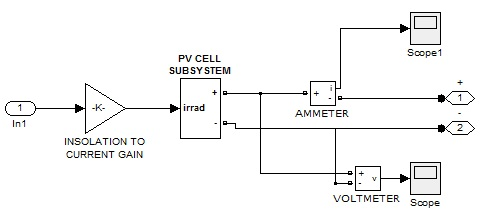 Scope1
PV CELL
SUBSYSTEM
+
i
+
-
AMMETER
+
1
-
2
1
In1
-K-
INSOLATION TO
CURRENT GAIN
irrad
+
-
+
-
v
VOLTMETER
Scope